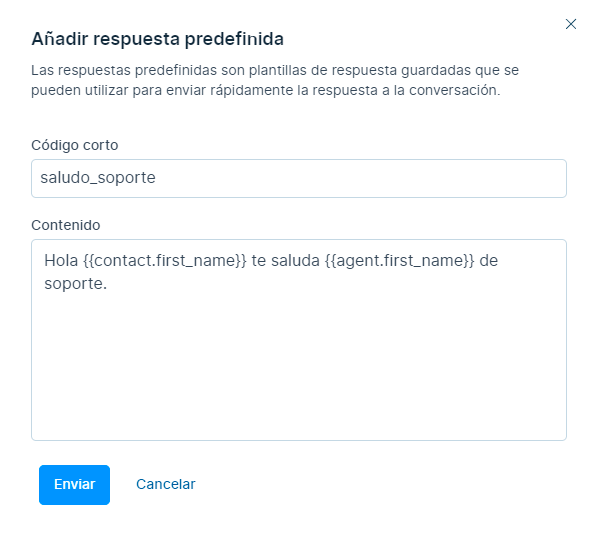 Añadir respuesta predefinida
Las respuestas predefinidas son plantillas de respuesta guardadas que se
pueden utilizar para enviar rápidamente la respuesta a la conversación.
Código corto
saludo_soporte
Contenido
Hola {{contact.first_name}} te saluda {{agent.first_name}} de
soporte.
Enviar
Cancelar